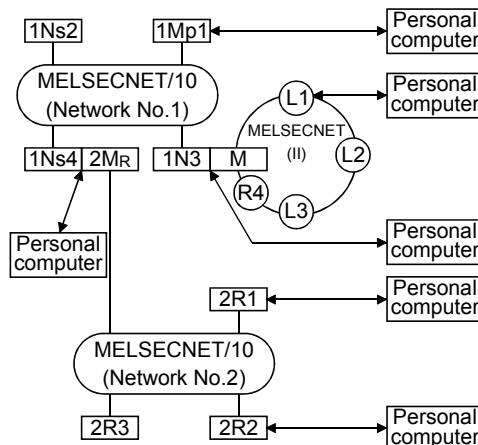 1Ns2
1Mp1
Personal
computer
MELSECNET/10
(Network No.1)
Personal
computer
L1
MELSECNET
(II)
L2
1Ns4
2MR
1N3
M
R4
L3
Personal
computer
Personal
computer
2R1
Personal
computer
MELSECNET/10
(Network No.2)
2R3
2R2
Personal
computer